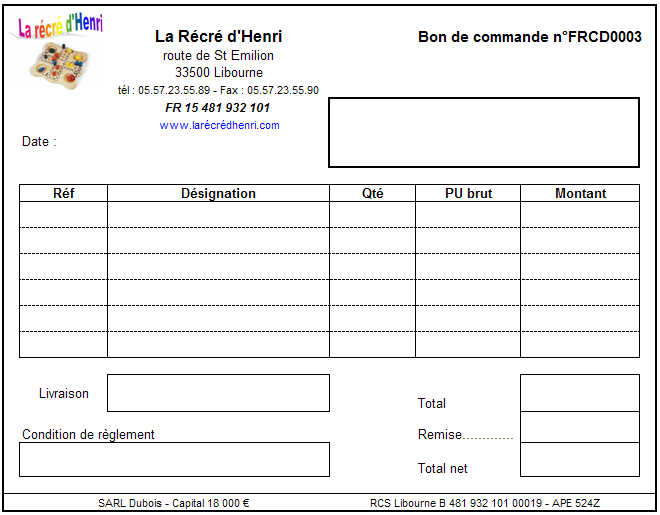 La récré d'Henri
La Récré d'Henri
route de St Emilion
33500 Libourne
tél : 05.57.23.55.89 - Fax : 05.57.23.55.90
FR 15 481 932 101
www.larécrédhenri.com
Bon de commande n°FRCD0003
Date :
Réf Désignation Qté PU brut Montant
Livraison
Total
Condition de règlement
Remise..............
Total net
SARL Dubois - Capital 18 000 € RCS Libourne B 481 932 101 00019 - APE 524Z